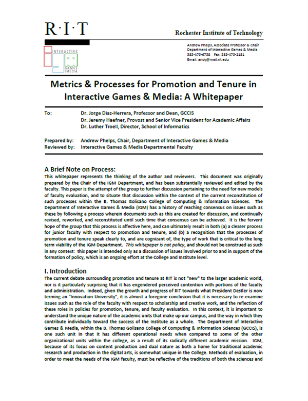 R·I·T
Rochester Institute of Technology
Andrew Phelps, Associate Professor & Chair
Department of Interactive Games & Media
INTERACTIVE
Metrics & Processes for Promotion and Tenure in
Interactive Games & Media: A Whitepaper
To: Dr. Jorge Diaz-Herrera, Professor and Dean, GCCIS
Dr. Jeremy Haefner, Provost and Senior Vice President for Academic Affairs
Dr. Luther Troell, Director, School of Informatics
Prepared by: Andrew Phelps, Chair, Department of Interactive Games & Media
Reviewed by: Interactive Games & Media Departmental Faculty
A Brief Note on Process:
This whitepaper represents the thinking of the author and reviewers. This document was originally
prepared by the Chair of the IGM Department, and has been substantively reviewed and edited by the
faculty. This paper is the attempt of the group to further discussion pertaining to the need for new models
of faculty evaluation, and to situate that discussion within the context of the current reconsideration of
such processes within the B. Thomas Golisano College of Computing & Information Sciences. The
Department of Interactive Games & Media (IGM) has a history of reaching consensus on issues such as
these by following a process wherein documents such as this are created for discussion, and continually
revised, reworked, and reconstituted until such time that consensus can be achieved. It is the fervent
hope of the group that this process is effective here, and can ultimately result in both (a) a clearer process
for junior faculty with respect to promotion and tenure, and (b) a recognition that the processes of
promotion and tenure speak clearly to, and are cognizant of, the type of work that is critical to the long
term viability of the IGM Department. This whitepaper is not policy, and should not be construed as such
in any context. This paper is intended only as a discussion of issues involved prior to and in support of the
formation of policy, which is an ongoing effort at the College and Institute level.
I. Introduction
The current debate surrounding promotion and tenure at RIT is not "new" to the larger academic world,
nor is it particularly surprising that it has engendered perceived contention with portions of the faculty
and administration. Indeed, given the growth and progress of RIT towards what President Destler is now
terming an "Innovation University", it is almost a foregone conclusion that it is necessary to re-examine
issues such as the role of the faculty with respect to scholarship and creative work, and the reflection of
these roles in policies for promotion, tenure, and faculty evaluation. In this context, it is important to
understand the unique nature of the academic units that make up our campus, and the way in which they
contribute individually toward the success of the Institute as a whole. The Department of Interactive
Games & Media, within the B. Thomas Golisano College of Computing & Information Sciences (GCCIS), is
one such unit in that it has different operational needs when compared to some of the other
organizational units within the college, as a result of its radically different academic mission. IGM,
because of its focus on content production and dual nature as both a home for traditional academic
research and production in the digital arts, is somewhat unique in the College. Methods of evaluation, in
order to meet the needs of the IGM faculty, must be reflective of the traditions of both the sciences and